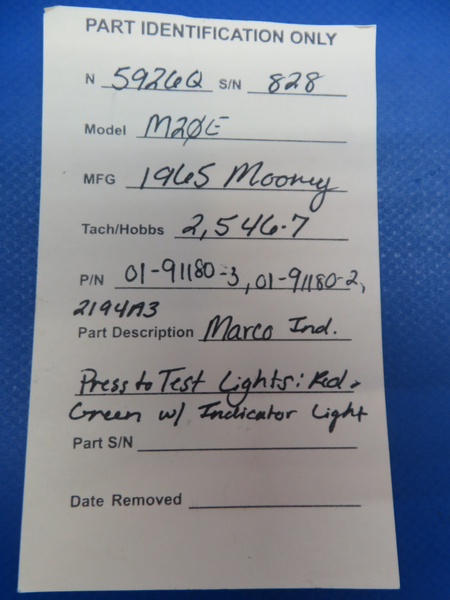 PART IDENTIFICATION ONLY
N 5926Q S/N 828
Model M20E
MFG 1965 Mooney
Tach/Hobbs 2,546.7
P/N 01-91180-3, 01-91180-2,
2194A3
Part Description Marco Ind.
Press to Test Lights: Red,
Green w/ Indicator Light
Part S/N
Date Removed